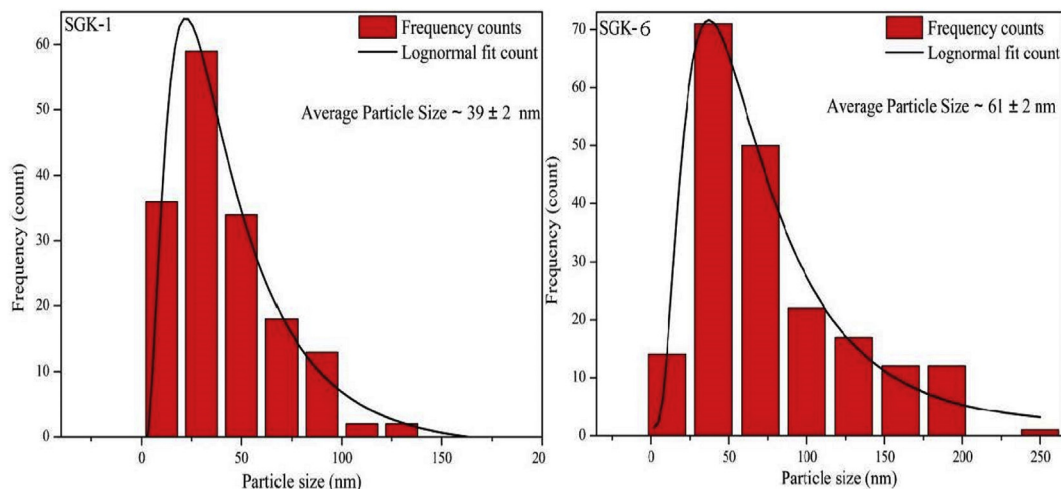 SGK-1
Frequency counts
Lognormal fit count
Average Particle Size ~ 39 ± 2 nm
Frequency (count)
60
50
40
30
20
10
0
0 50 100 150 20
Particle size (nm)
SGK-6
Frequency counts
Lognormal fit count
Average Particle Size ~ 61 ± 2 nm
Frequency (count)
70
60
50
40
30
20
10
0
0 50 100 150 200 250
Particle size (nm)